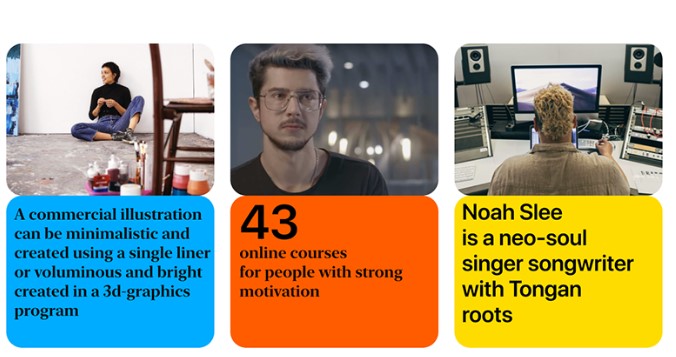 A commercial illustration
can be minimalistic and
created using a single liner
or voluminous and bright
created in a 3d-graphics
program
43
online courses
for people with strong
motivation
Noah Slee
is a neo-soul
singer songwriter
with Tongan
roots